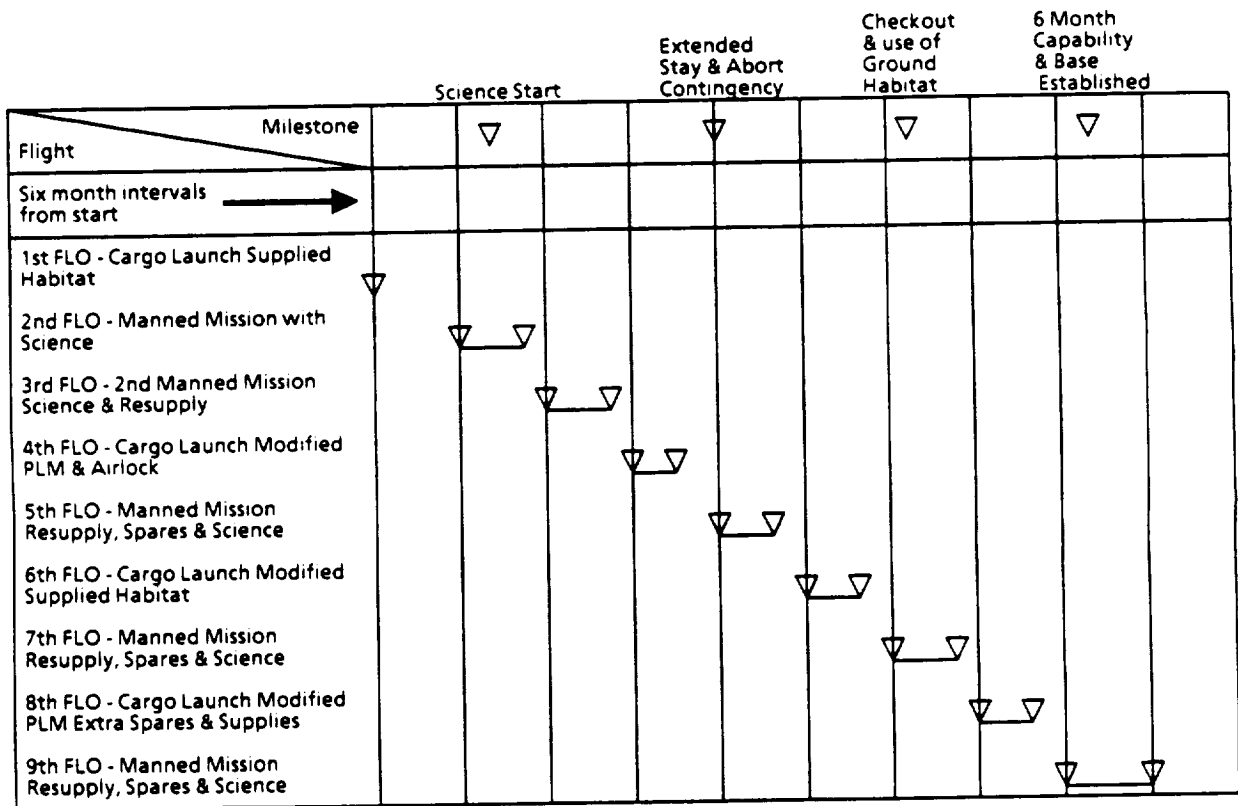 Science Start
Extended
Stay & Abort
Contingency
Checkout
& use of
Ground
Habitat
6 Month
Capability
& Base
Established
Milestone
Flight
Six month intervals
from start
1st FLO - Cargo Launch Supplied
Habitat
2nd FLO - Manned Mission with
Science
3rd FLO - 2nd Manned Mission
Science & Resupply
4th FLO - Cargo Launch Modified
PLM & Airlock
5th FLO - Manned Mission
Resupply, Spares & Science
6th FLO - Cargo Launch Modified
Supplied Habitat
7th FLO - Manned Mission
Resupply, Spares & Science
8th FLO - Cargo Launch Modified
PLM Extra Spares & Supplies
9th FLO - Manned Mission
Resupply, Spares & Science